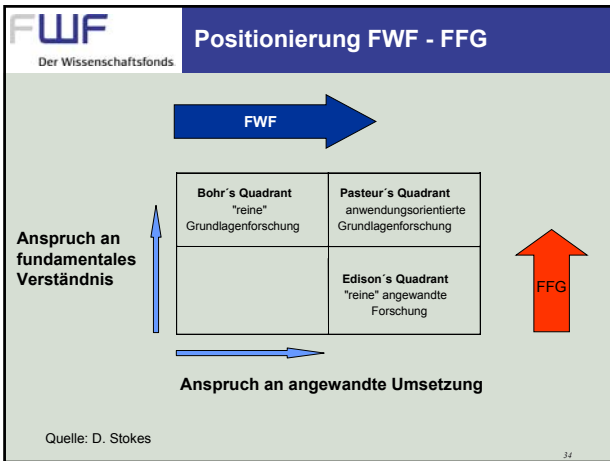 FWF
Der Wissenschaftsfonds.
Positionierung FWF - FFG
FWF
Bohr´s Quadrant
"reine"
Grundlagenforschung
Pasteur´s Quadrant
anwendungsorientierte
Grundlagenforschung
Anspruch an
fundamentales
Verständnis
Edison´s Quadrant
"reine" angewandte
Forschung
FFG
Anspruch an angewandte Umsetzung
Quelle: D. Stokes
34